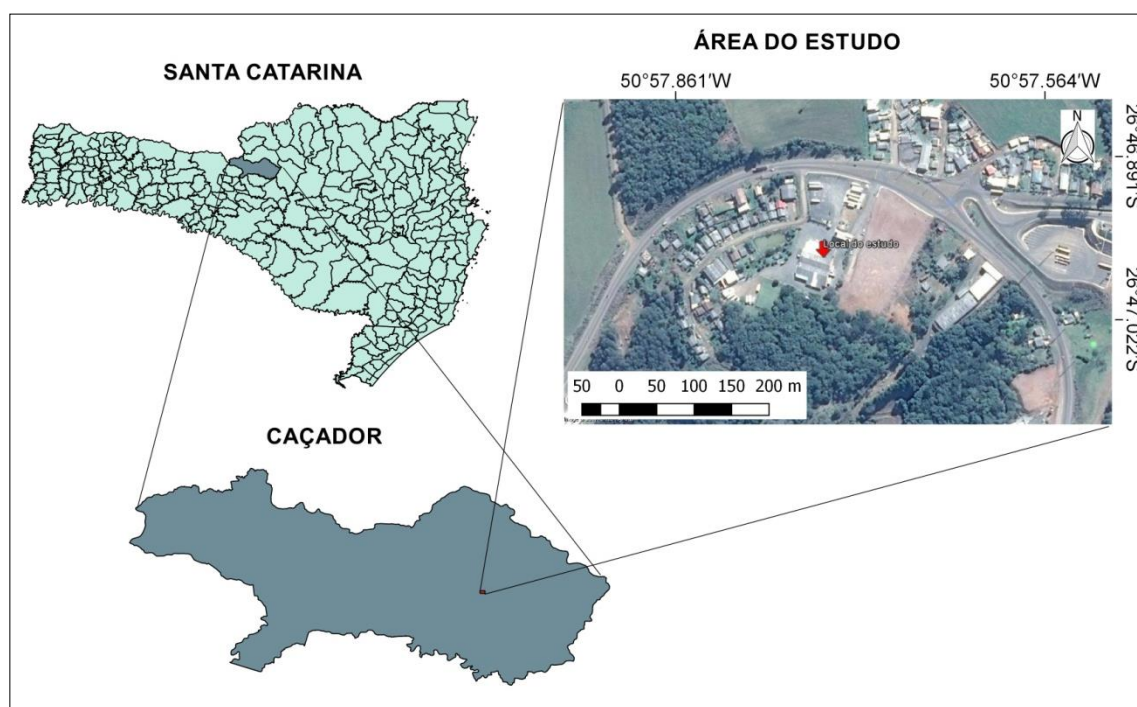 ÁREA DO ESTUDO
SANTA CATARINA
50°57.861'W
50°57.564'W
N
26°46.891'S
Local do estudo
26°47.022'S
50 0 50 100 150 200 m
CAÇADOR